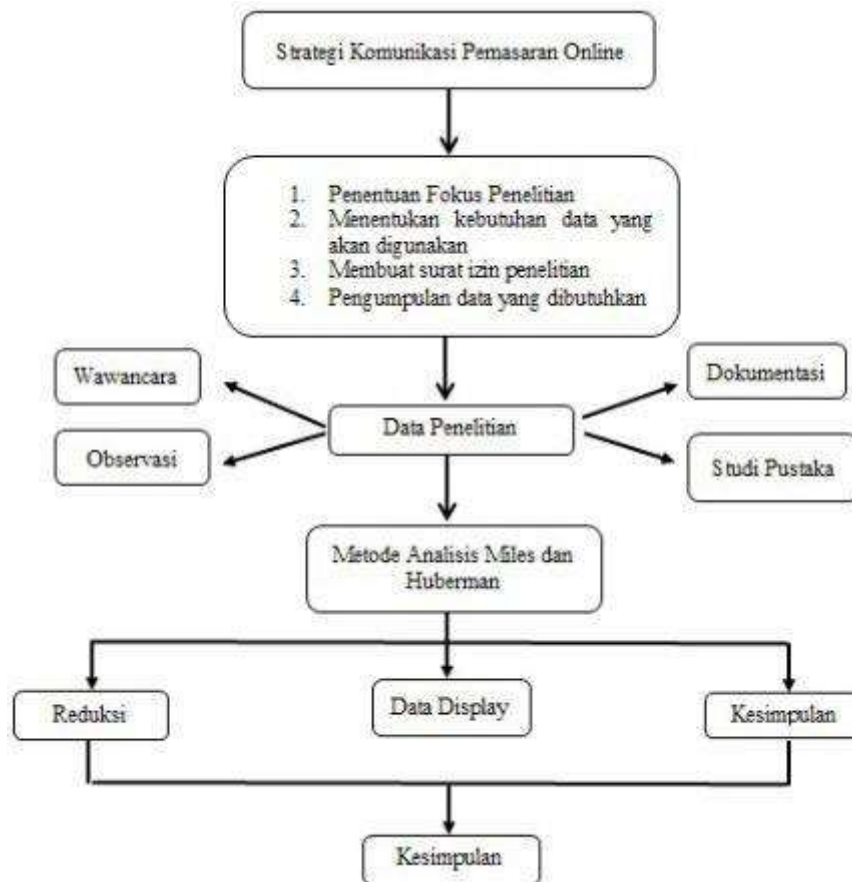 Strategi Komunikasi Pemasaran Online
1. Penentuan Fokus Penelitian
2. Menentukan kebutuhan data yang
akan digunakan
3. Membuat surat izin penelitian
4. Pengumpulan data yang dibutuhkan
Wawancara
Dokumentasi
Data Penelitian
Observasi
Studi Pustaka
Metode Analisis Miles dan
Huberman
Reduksi
Data Display
Kesimpulan
Kesimpulan